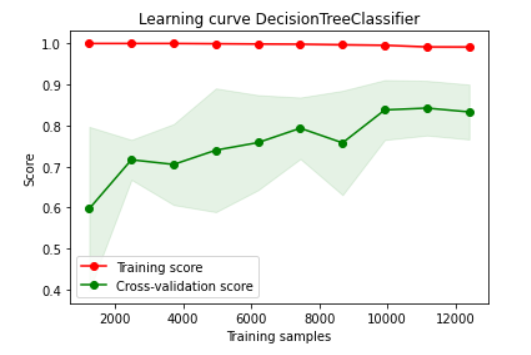 Learning curve DecisionTreeClassifier
1.0
0.9
0.8
0.7
0.6
0.5
0.4
Score
Training score
Cross-validation score
2000 4000 6000 8000 10000 12000
Training samples